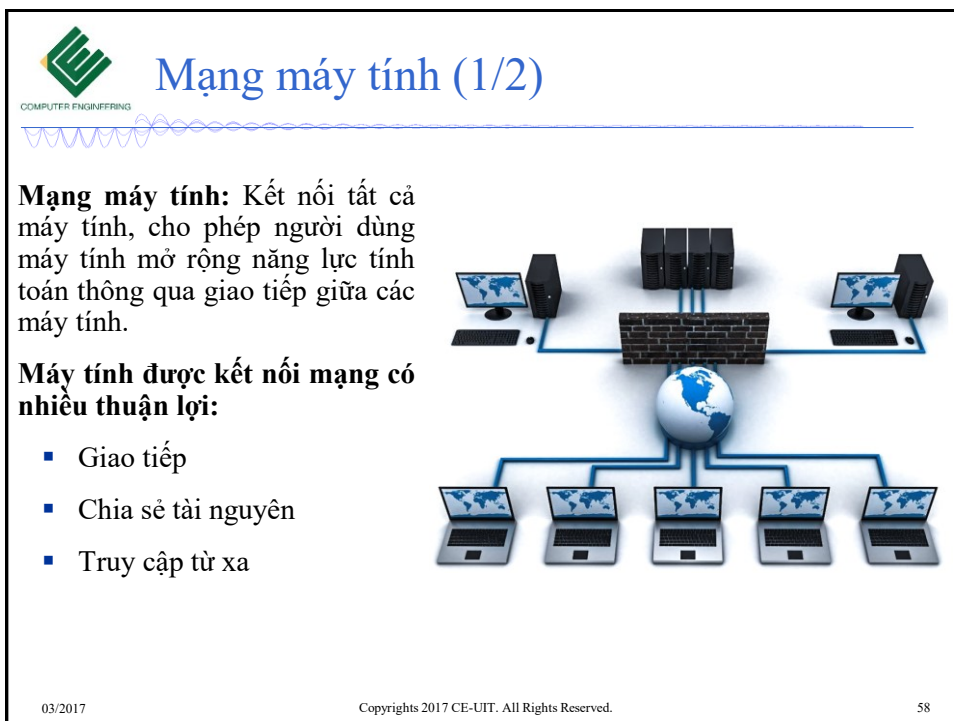 COMPUTER ENGINEERING
Mạng máy tính (1/2)
Mạng máy tính: Kết nối tất cả
máy tính, cho phép người dùng
máy tính mở rộng năng lực tính
toán thông qua giao tiếp giữa các
máy tính.
Máy tính được kết nối mạng có
nhiều thuận lợi:
▪ Giao tiếp
▪ Chia sẻ tài nguyên
▪ Truy cập từ xa
03/2017 Copyrights 2017 CE-UIT. All Rights Reserved. 58